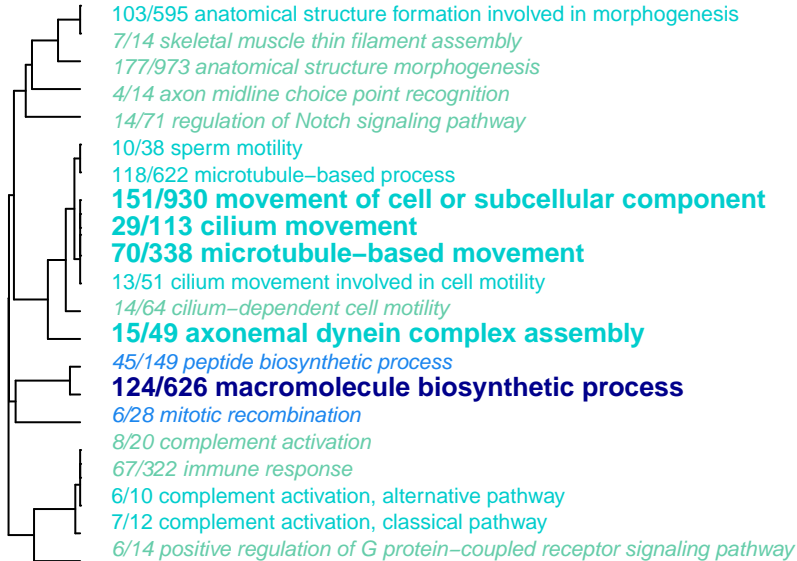 103/595 anatomical structure formation involved in morphogenesis
7/14 skeletal muscle thin filament assembly
177/973 anatomical structure morphogenesis
4/14 axon midline choice point recognition
14/71 regulation of Notch signaling pathway
10/38 sperm motility
118/622 microtubule−based process
151/930 movement of cell or subcellular component
29/113 cilium movement
70/338 microtubule−based movement
13/51 cilium movement involved in cell motility
14/64 cilium−dependent cell motility
15/49 axonemal dynein complex assembly
45/149 peptide biosynthetic process
124/626 macromolecule biosynthetic process
6/28 mitotic recombination
8/20 complement activation
67/322 immune response
6/10 complement activation, alternative pathway
7/12 complement activation, classical pathway
6/14 positive regulation of G protein−coupled receptor signaling pathway